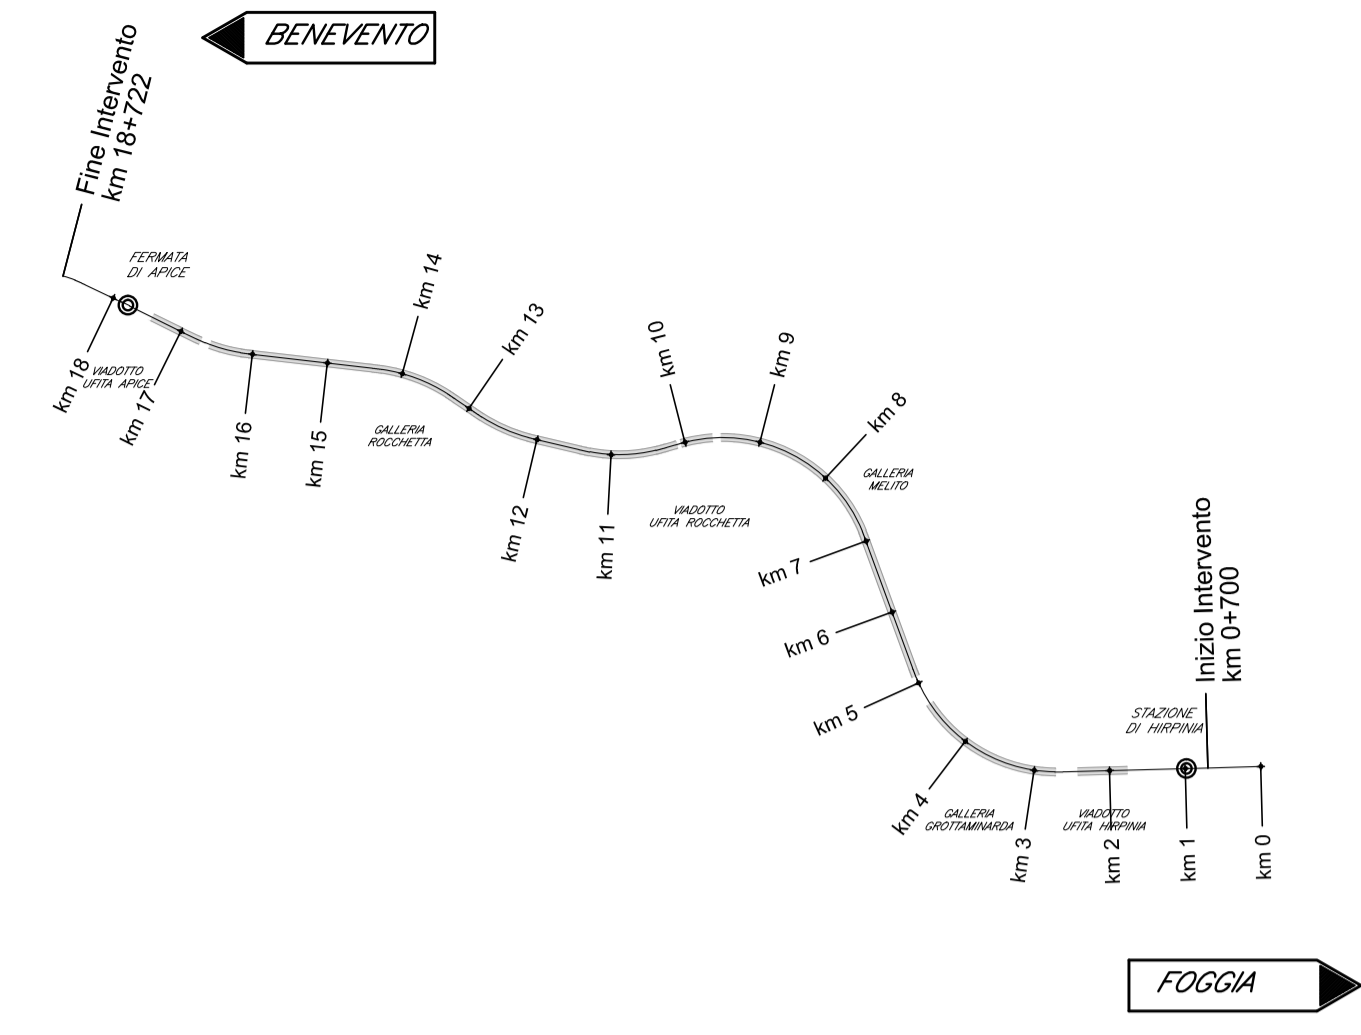 BENEVENTO
Fine Intervento
km 18+722
FERMATA
DI APICE
km 18
VIADOTTO
UFITA APICE
km 17
km 16
km 15
km 14
GALLERIA
ROCCHETTA
km 13
km 12
km 11
km 10
VIADOTTO
UFITA ROCCHETTA
km 9
km 8
GALLERIA
MELITO
km 7
km 6
km 5
km 4
GALLERIA
GROTTAMINARDA
km 3
VIADOTTO
UFITA HIRPINIA
km 2
STAZIONE
DI HIRPINIA
km 1
Inizio Intervento
km 0+700
km 0
FOGGIA